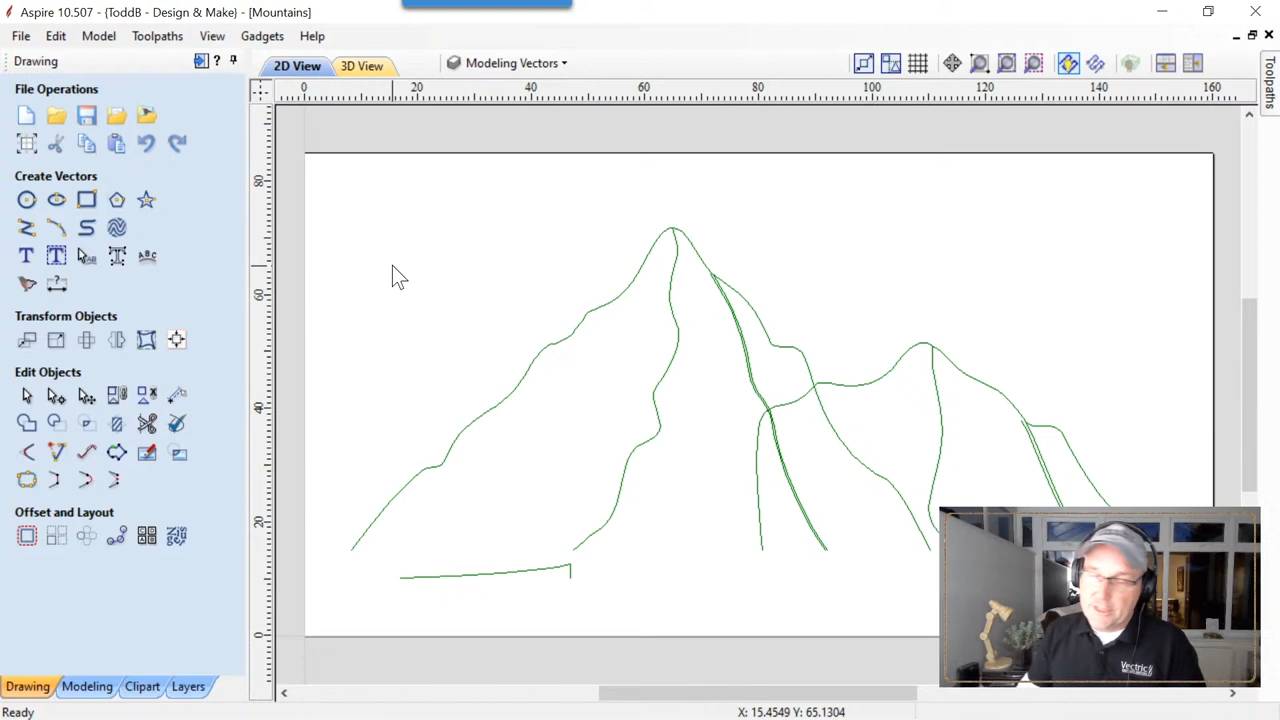 Aspire 10.507 - {ToddB - Design & Make} - [Mountains]
File Edit Model Toolpaths View Gadgets Help
Drawing
2D View 3D View Modeling Vectors
Toolpaths
File Operations
0 20 40 60 80 100 120 140 160
Create Vectors
80
60
40
20
0
Transform Objects
Edit Objects
Offset and Layout
Vectric
Drawing Modeling Clipart Layers
Ready X: 15.4549 Y: 65.1304